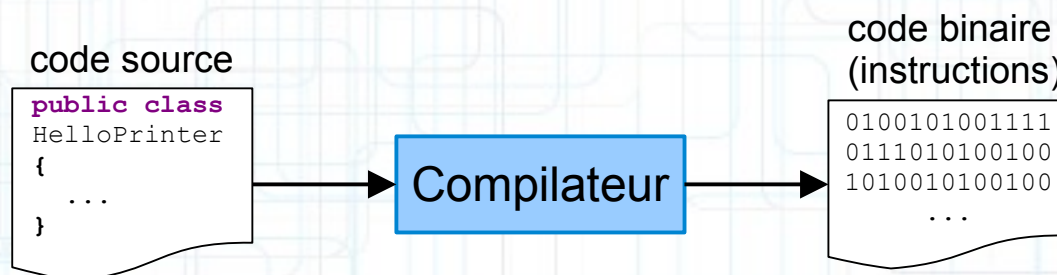 code source
public class
HelloPrinter
{
...
}
Compilateur
code binaire
(instructions)
0100101001111
0111010100100
1010010100100
...